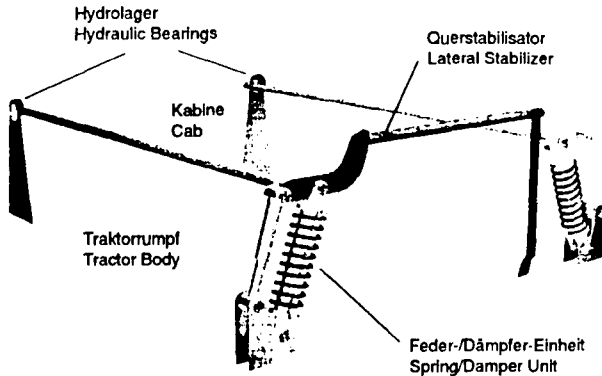 Hydrolager
Hydraulic Bearings
Querstabilisator
Lateral Stabilizer
Kabine
Cab
Traktorrumpf
Tractor Body
Feder-/Dämpfer-Einheit
Spring/Damper Unit